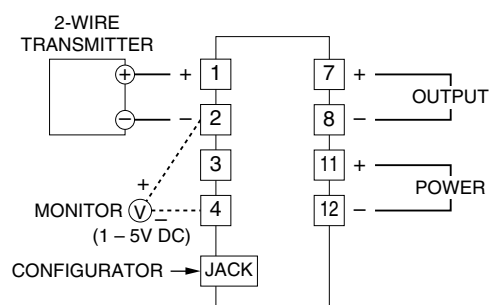 2-WIRE
TRANSMITTER
+ − + − 1 2 3 4
7 + 8 − OUTPUT
11 + 12 − POWER
+
MONITOR V −
(1 – 5V DC)
CONFIGURATOR → JACK